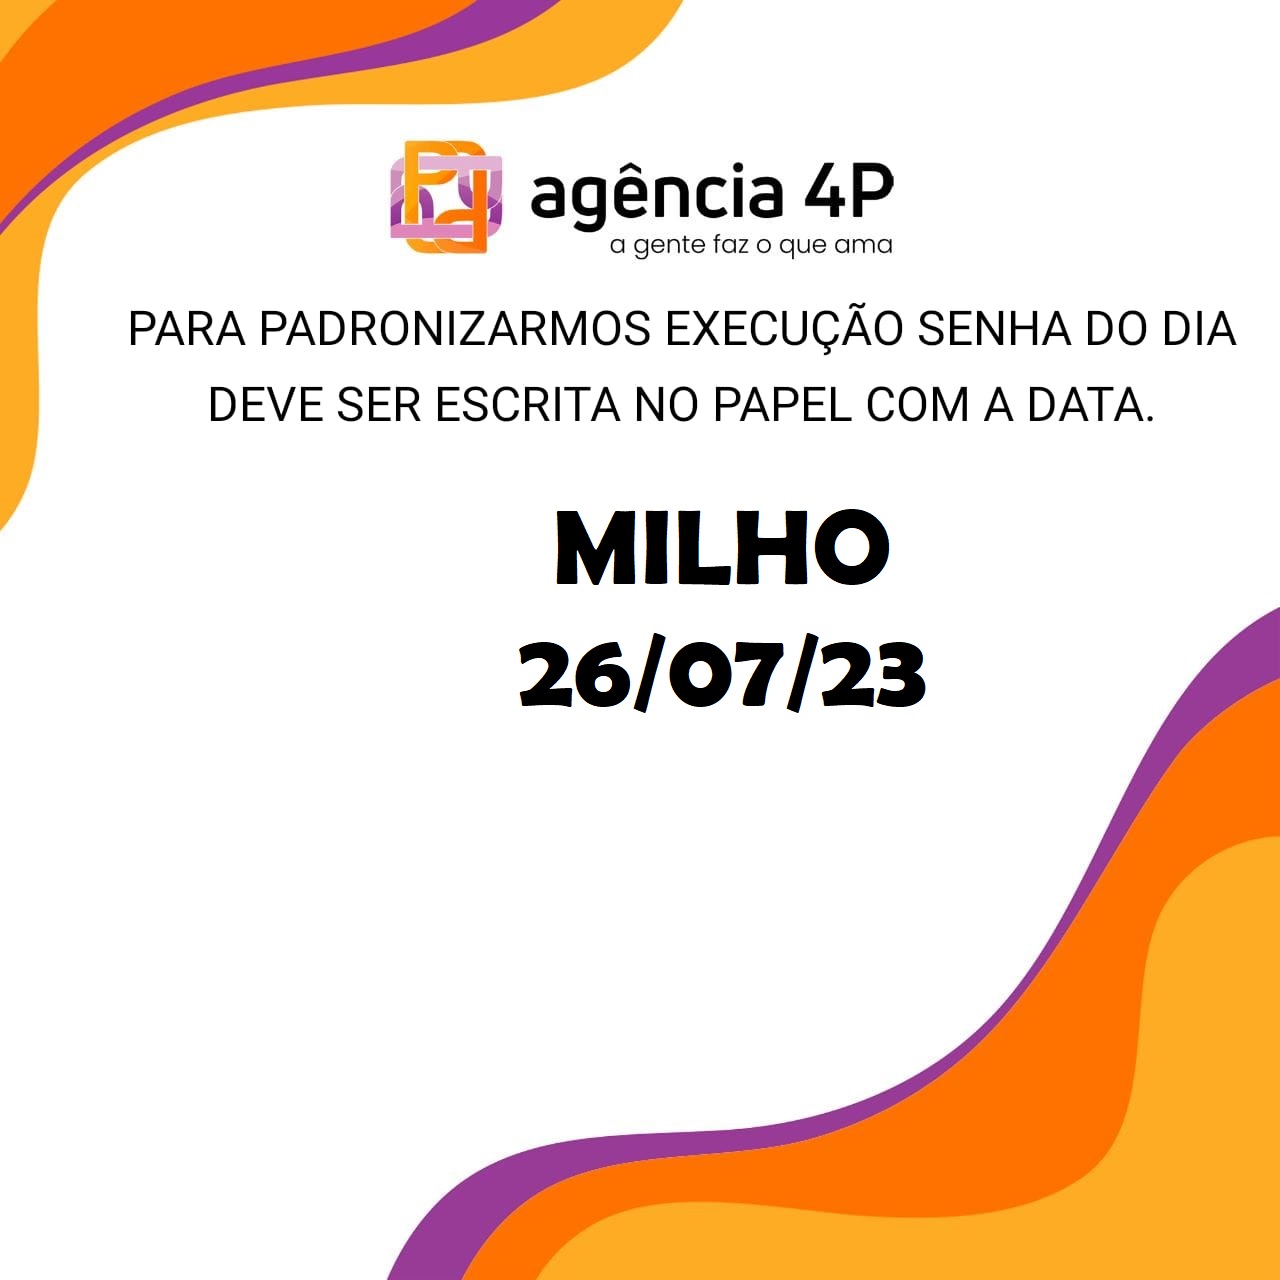 agência 4P
a gente faz o que ama
PARA PADRONIZARMOS EXECUÇÃO SENHA DO DIA
DEVE SER ESCRITA NO PAPEL COM A DATA.
MILHO
26/07/23